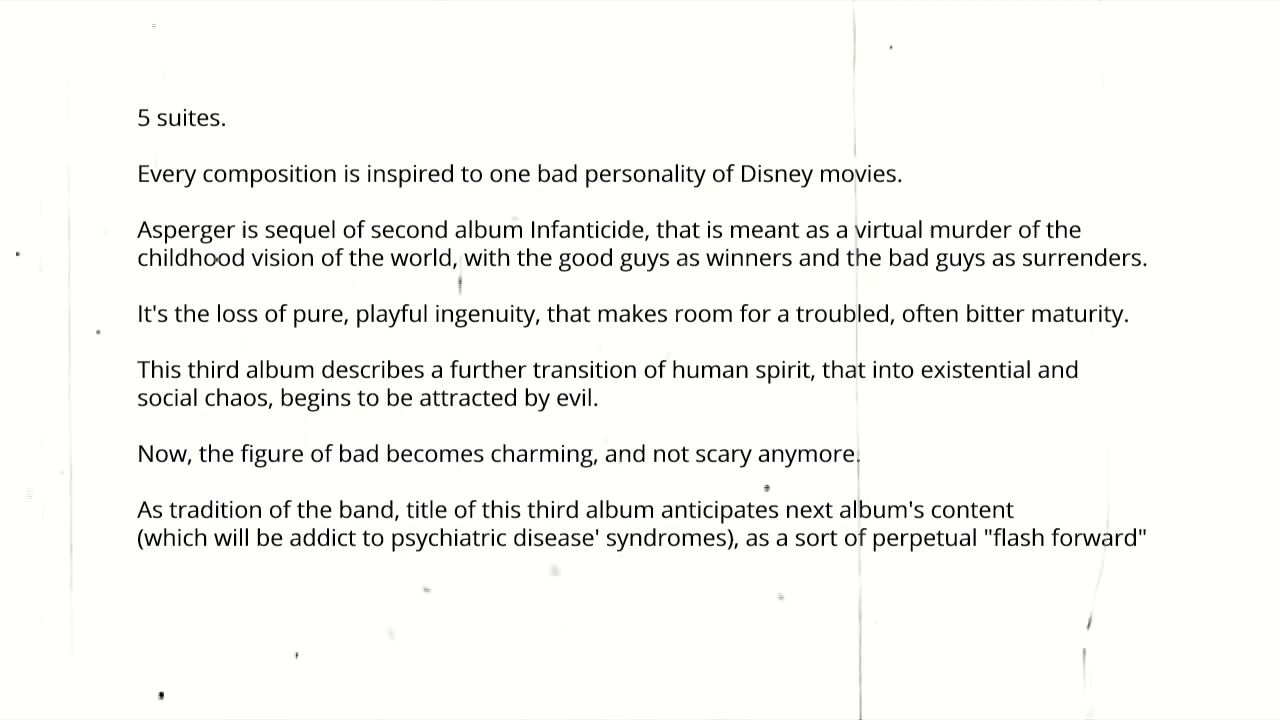 5 suites.
Every composition is inspired to one bad personality of Disney movies.
Asperger is sequel of second album Infanticide, that is meant as a virtual murder of the
childhood vision of the world, with the good guys as winners and the bad guys as surrenders.
It's the loss of pure, playful ingenuity, that makes room for a troubled, often bitter maturity.
This third album describes a further transition of human spirit, that into existential and
social chaos, begins to be attracted by evil.
Now, the figure of bad becomes charming, and not scary anymore.
As tradition of the band, title of this third album anticipates next album's content
(which will be addict to psychiatric disease' syndromes), as a sort of perpetual "flash forward"